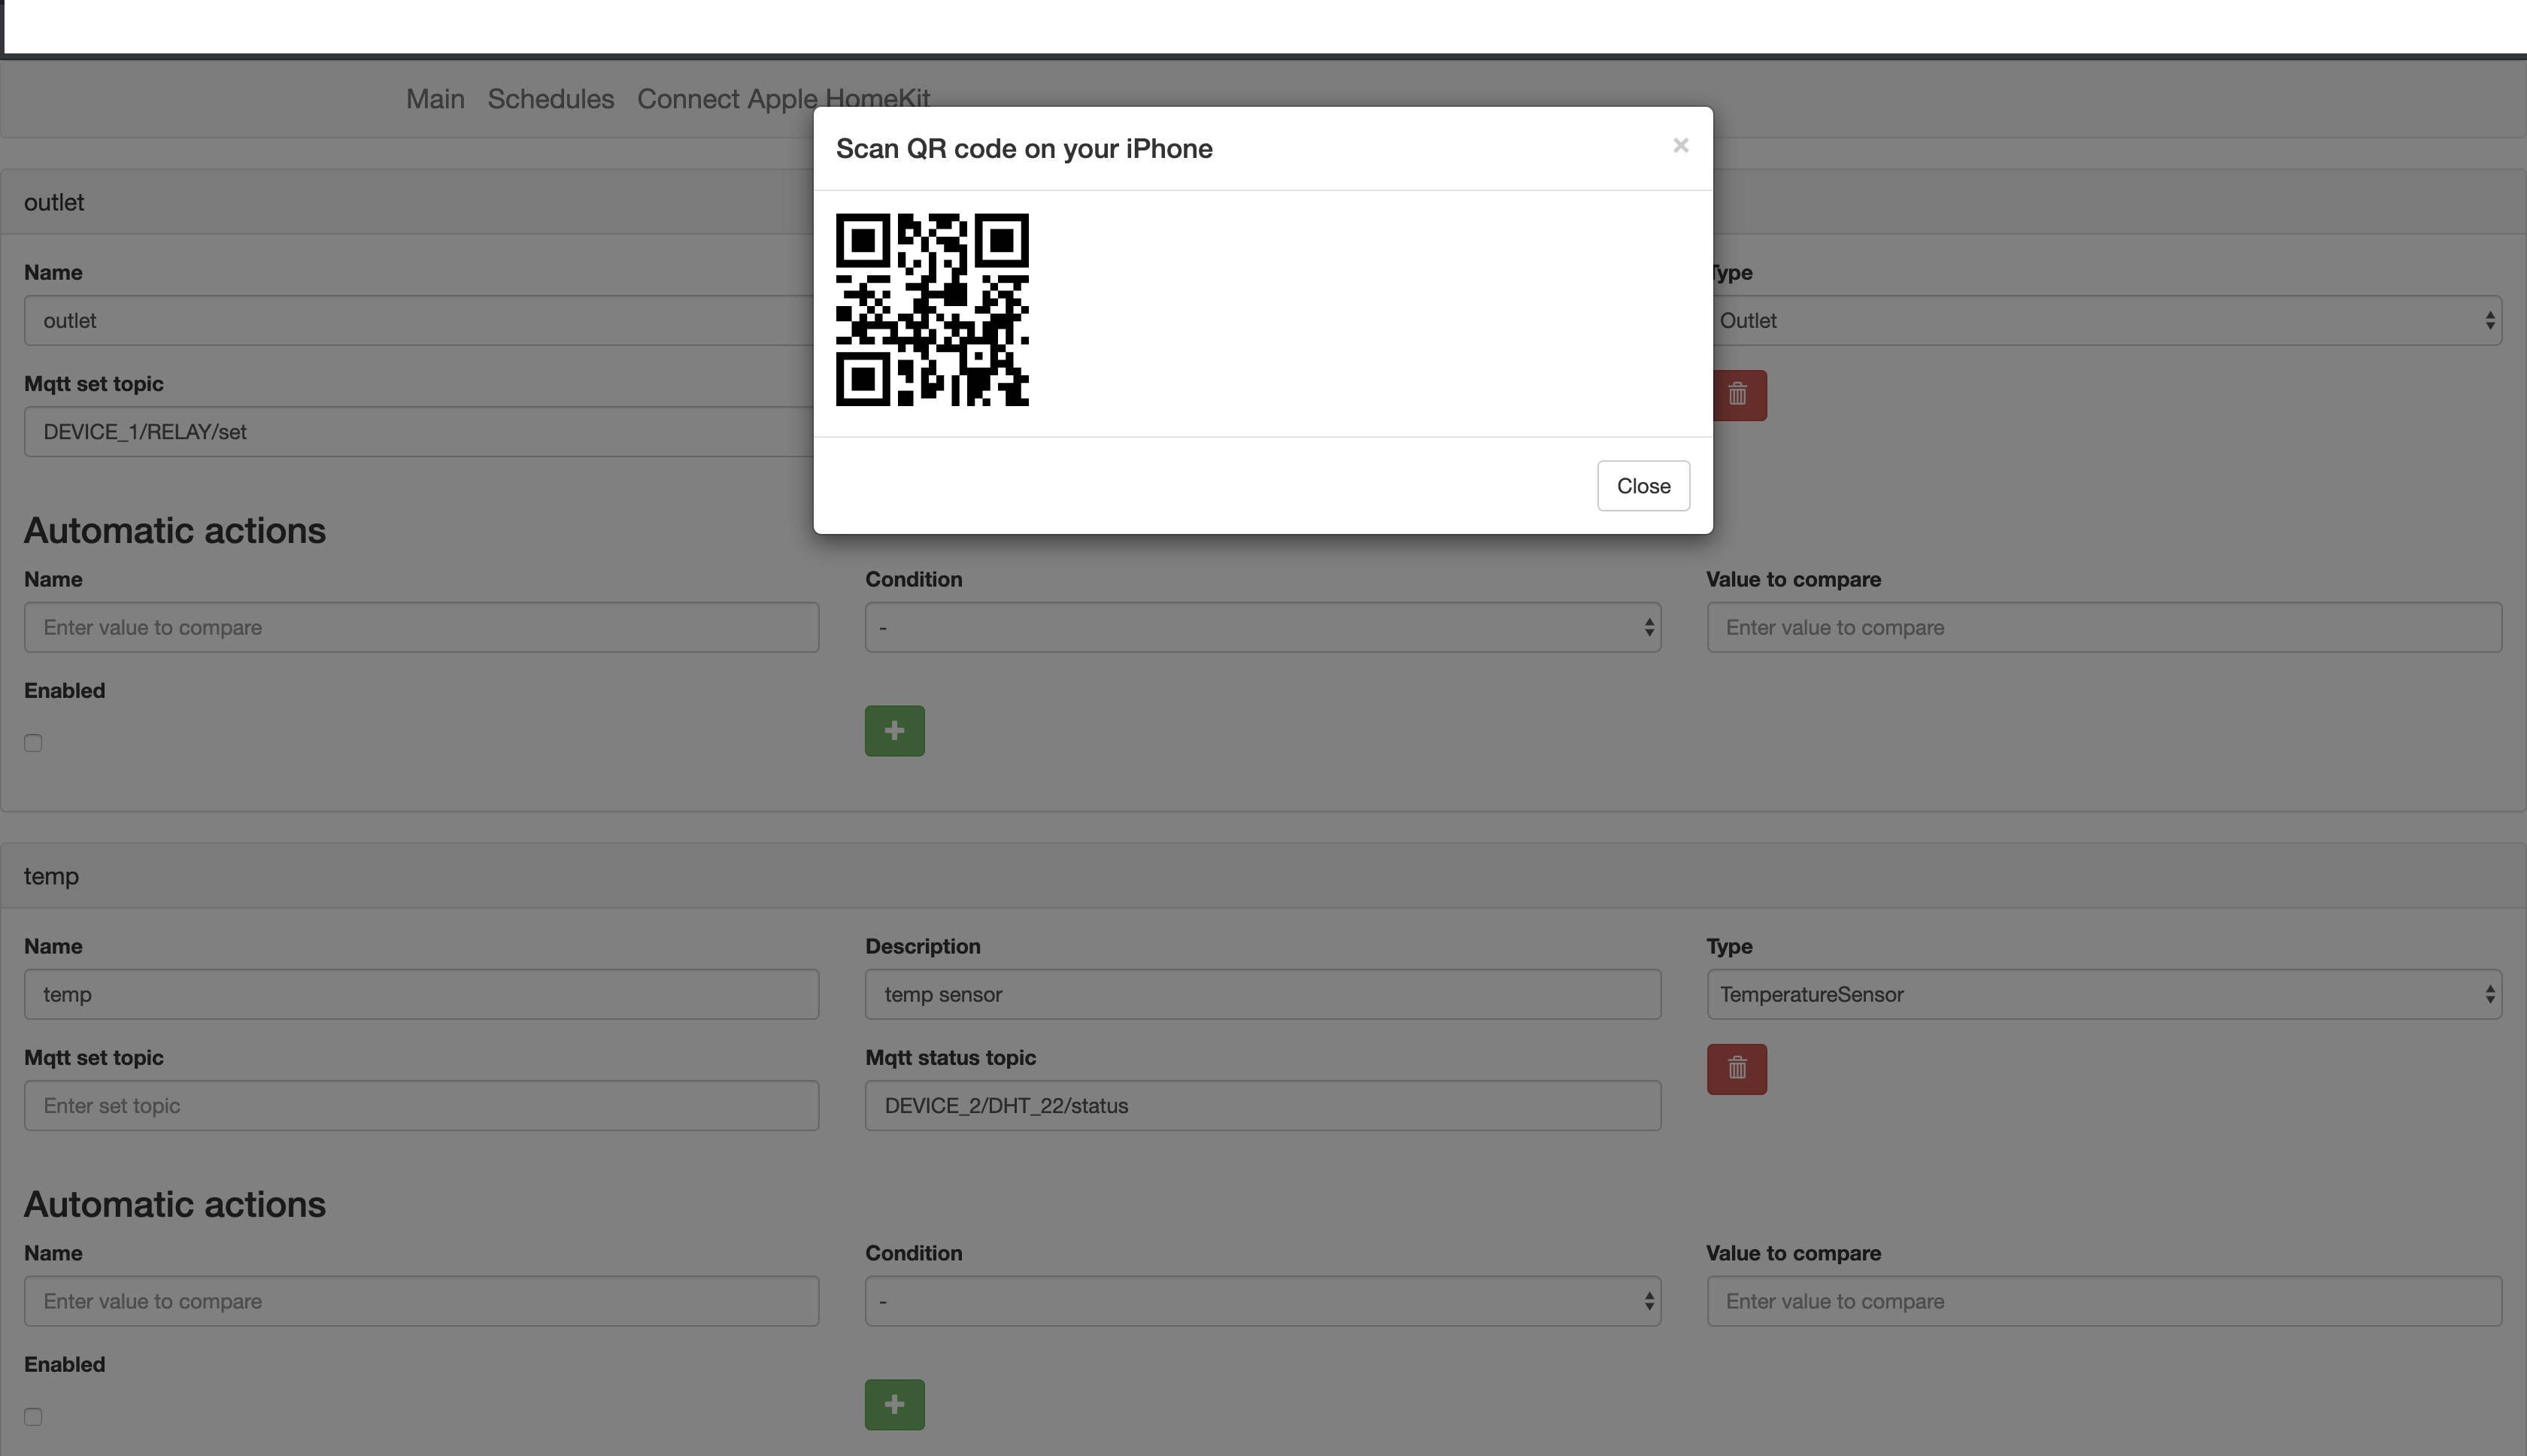 Main Schedules Connect Apple HomeKit
Scan QR code on your iPhone
×
outlet
Name
Type
outlet
Outlet
Mqtt set topic
DEVICE_1/RELAY/set
Close
Automatic actions
Name Condition Value to compare
Enter value to compare - Enter value to compare
Enabled
temp
Name Description Type
temp temp sensor TemperatureSensor
Mqtt set topic Mqtt status topic
Enter set topic DEVICE_2/DHT_22/status
Automatic actions
Name Condition Value to compare
Enter value to compare - Enter value to compare
Enabled